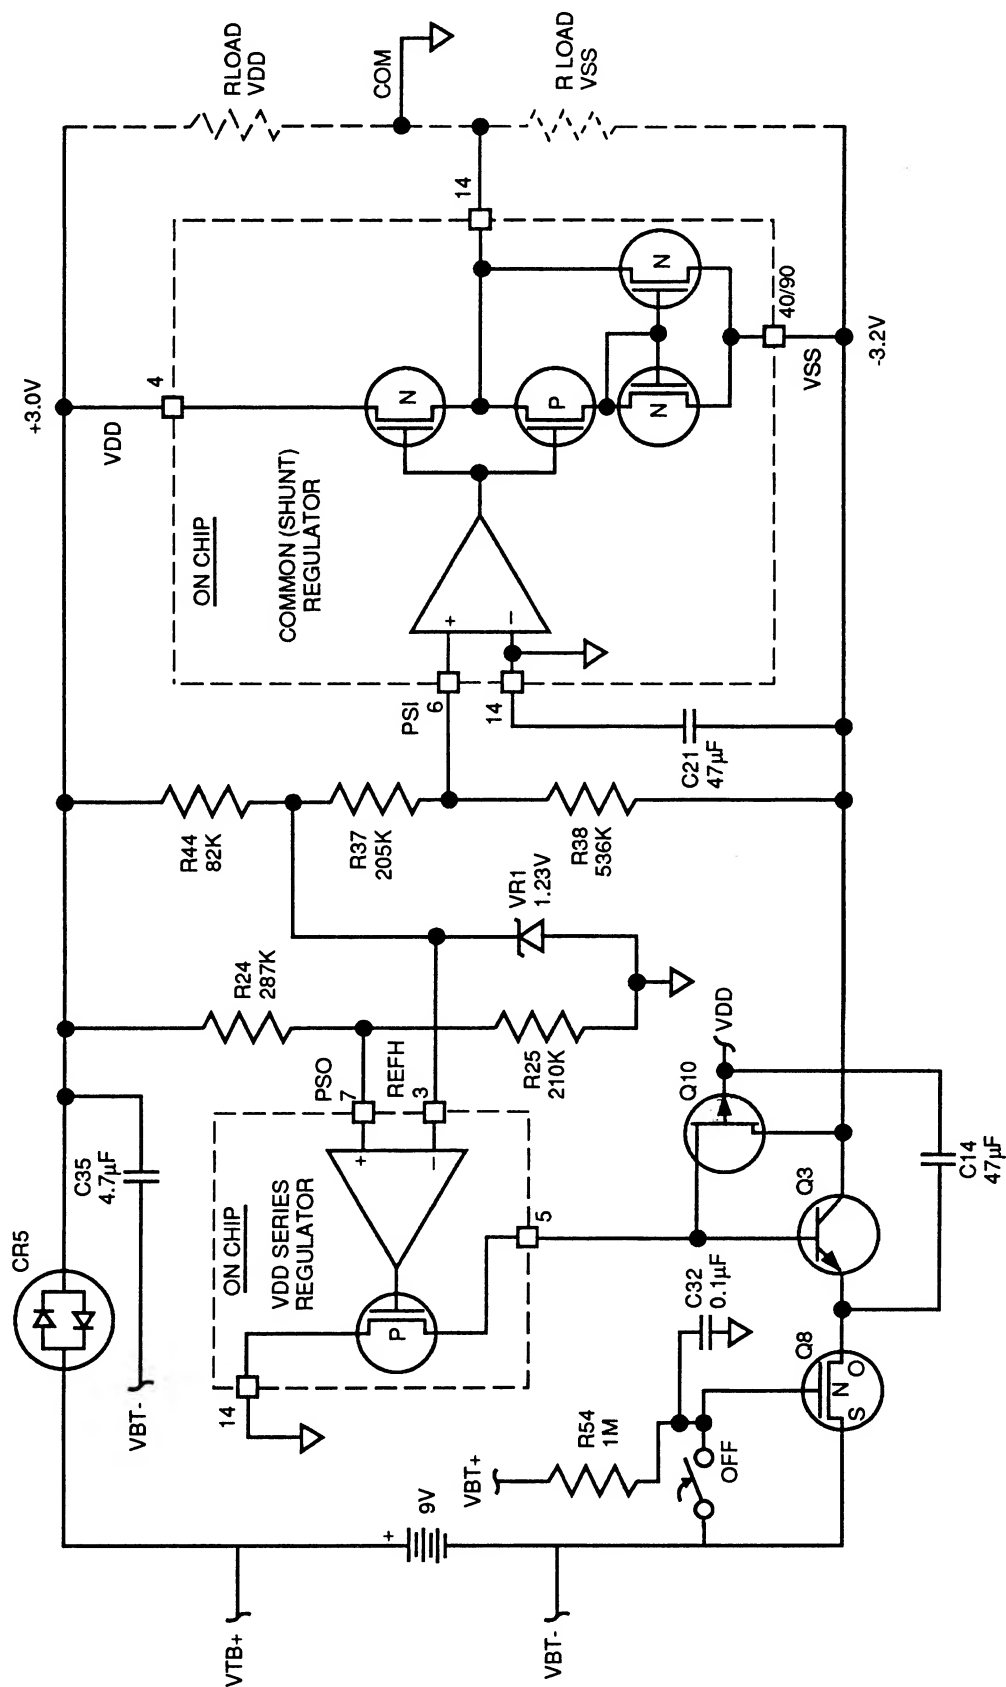 VTB+
VBT-
+
9V
CR5
C35
4.7µF
VBT-
VBT+
R54
1M
OFF
C32
0.1µF
Q8
S
N
O
14
ON CHIP
VDD SERIES
REGULATOR
P
+
−
5
PSO
7
REFH
3
R24
287K
R25
210K
VR1
1.23V
Q3
Q10
VDD
C14
47µF
R44
82K
R37
205K
R38
536K
PSI
6
14
C21
47µF
ON CHIP
COMMON (SHUNT)
REGULATOR
+
−
+3.0V
VDD
4
N
P
N
N
14
40/90
VSS
-3.2V
RLOAD
VDD
COM
R LOAD
VSS